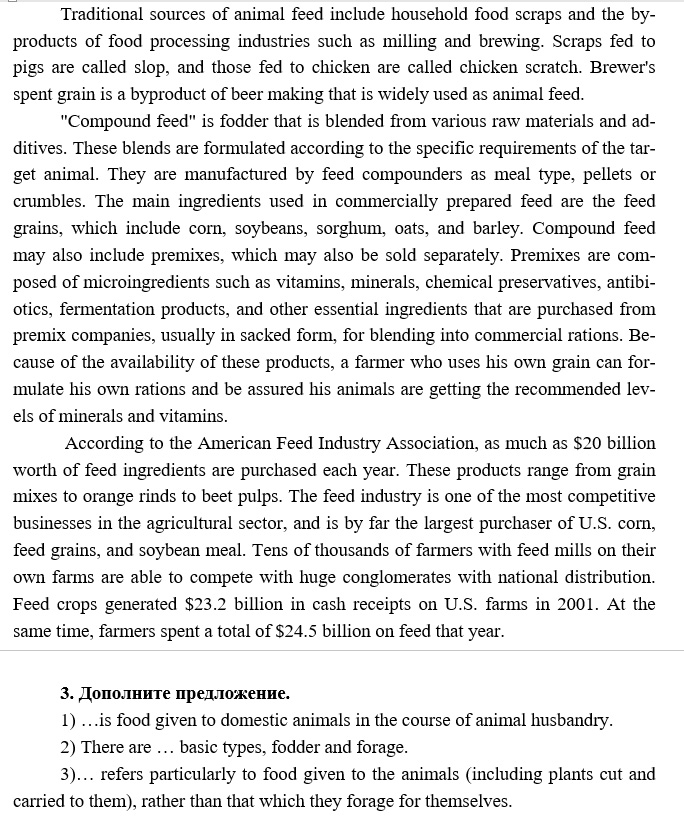 Traditional sources of animal feed include household food scraps and the by-
products of food processing industries such as milling and brewing. Scraps fed to
pigs are called slop, and those fed to chicken are called chicken scratch. Brewer's
spent grain is a byproduct of beer making that is widely used as animal feed.
"Compound feed" is fodder that is blended from various raw materials and ad-
ditives. These blends are formulated according to the specific requirements of the tar-
get animal. They are manufactured by feed compounders as meal type, pellets or
crumbles. The main ingredients used in commercially prepared feed are the feed
grains, which include corn, soybeans, sorghum, oats, and barley. Compound feed
may also include premixes, which may also be sold separately. Premixes are com-
posed of microingredients such as vitamins, minerals, chemical preservatives, antibi-
otics, fermentation products, and other essential ingredients that are purchased from
premix companies, usually in sacked form, for blending into commercial rations. Be-
cause of the availability of these products, a farmer who uses his own grain can for-
mulate his own rations and be assured his animals are getting the recommended lev-
els of minerals and vitamins.
According to the American Feed Industry Association, as much as $20 billion
worth of feed ingredients are purchased each year. These products range from grain
mixes to orange rinds to beet pulps. The feed industry is one of the most competitive
businesses in the agricultural sector, and is by far the largest purchaser of U.S. corn,
feed grains, and soybean meal. Tens of thousands of farmers with feed mills on their
own farms are able to compete with huge conglomerates with national distribution.
Feed crops generated $23.2 billion in cash receipts on U.S. farms in 2001. At the
same time, farmers spent a total of $24.5 billion on feed that year.
3. Дополните предложение.
1) …is food given to domestic animals in the course of animal husbandry.
2) There are … basic types, fodder and forage.
3)… refers particularly to food given to the animals (including plants cut and
carried to them), rather than that which they forage for themselves.